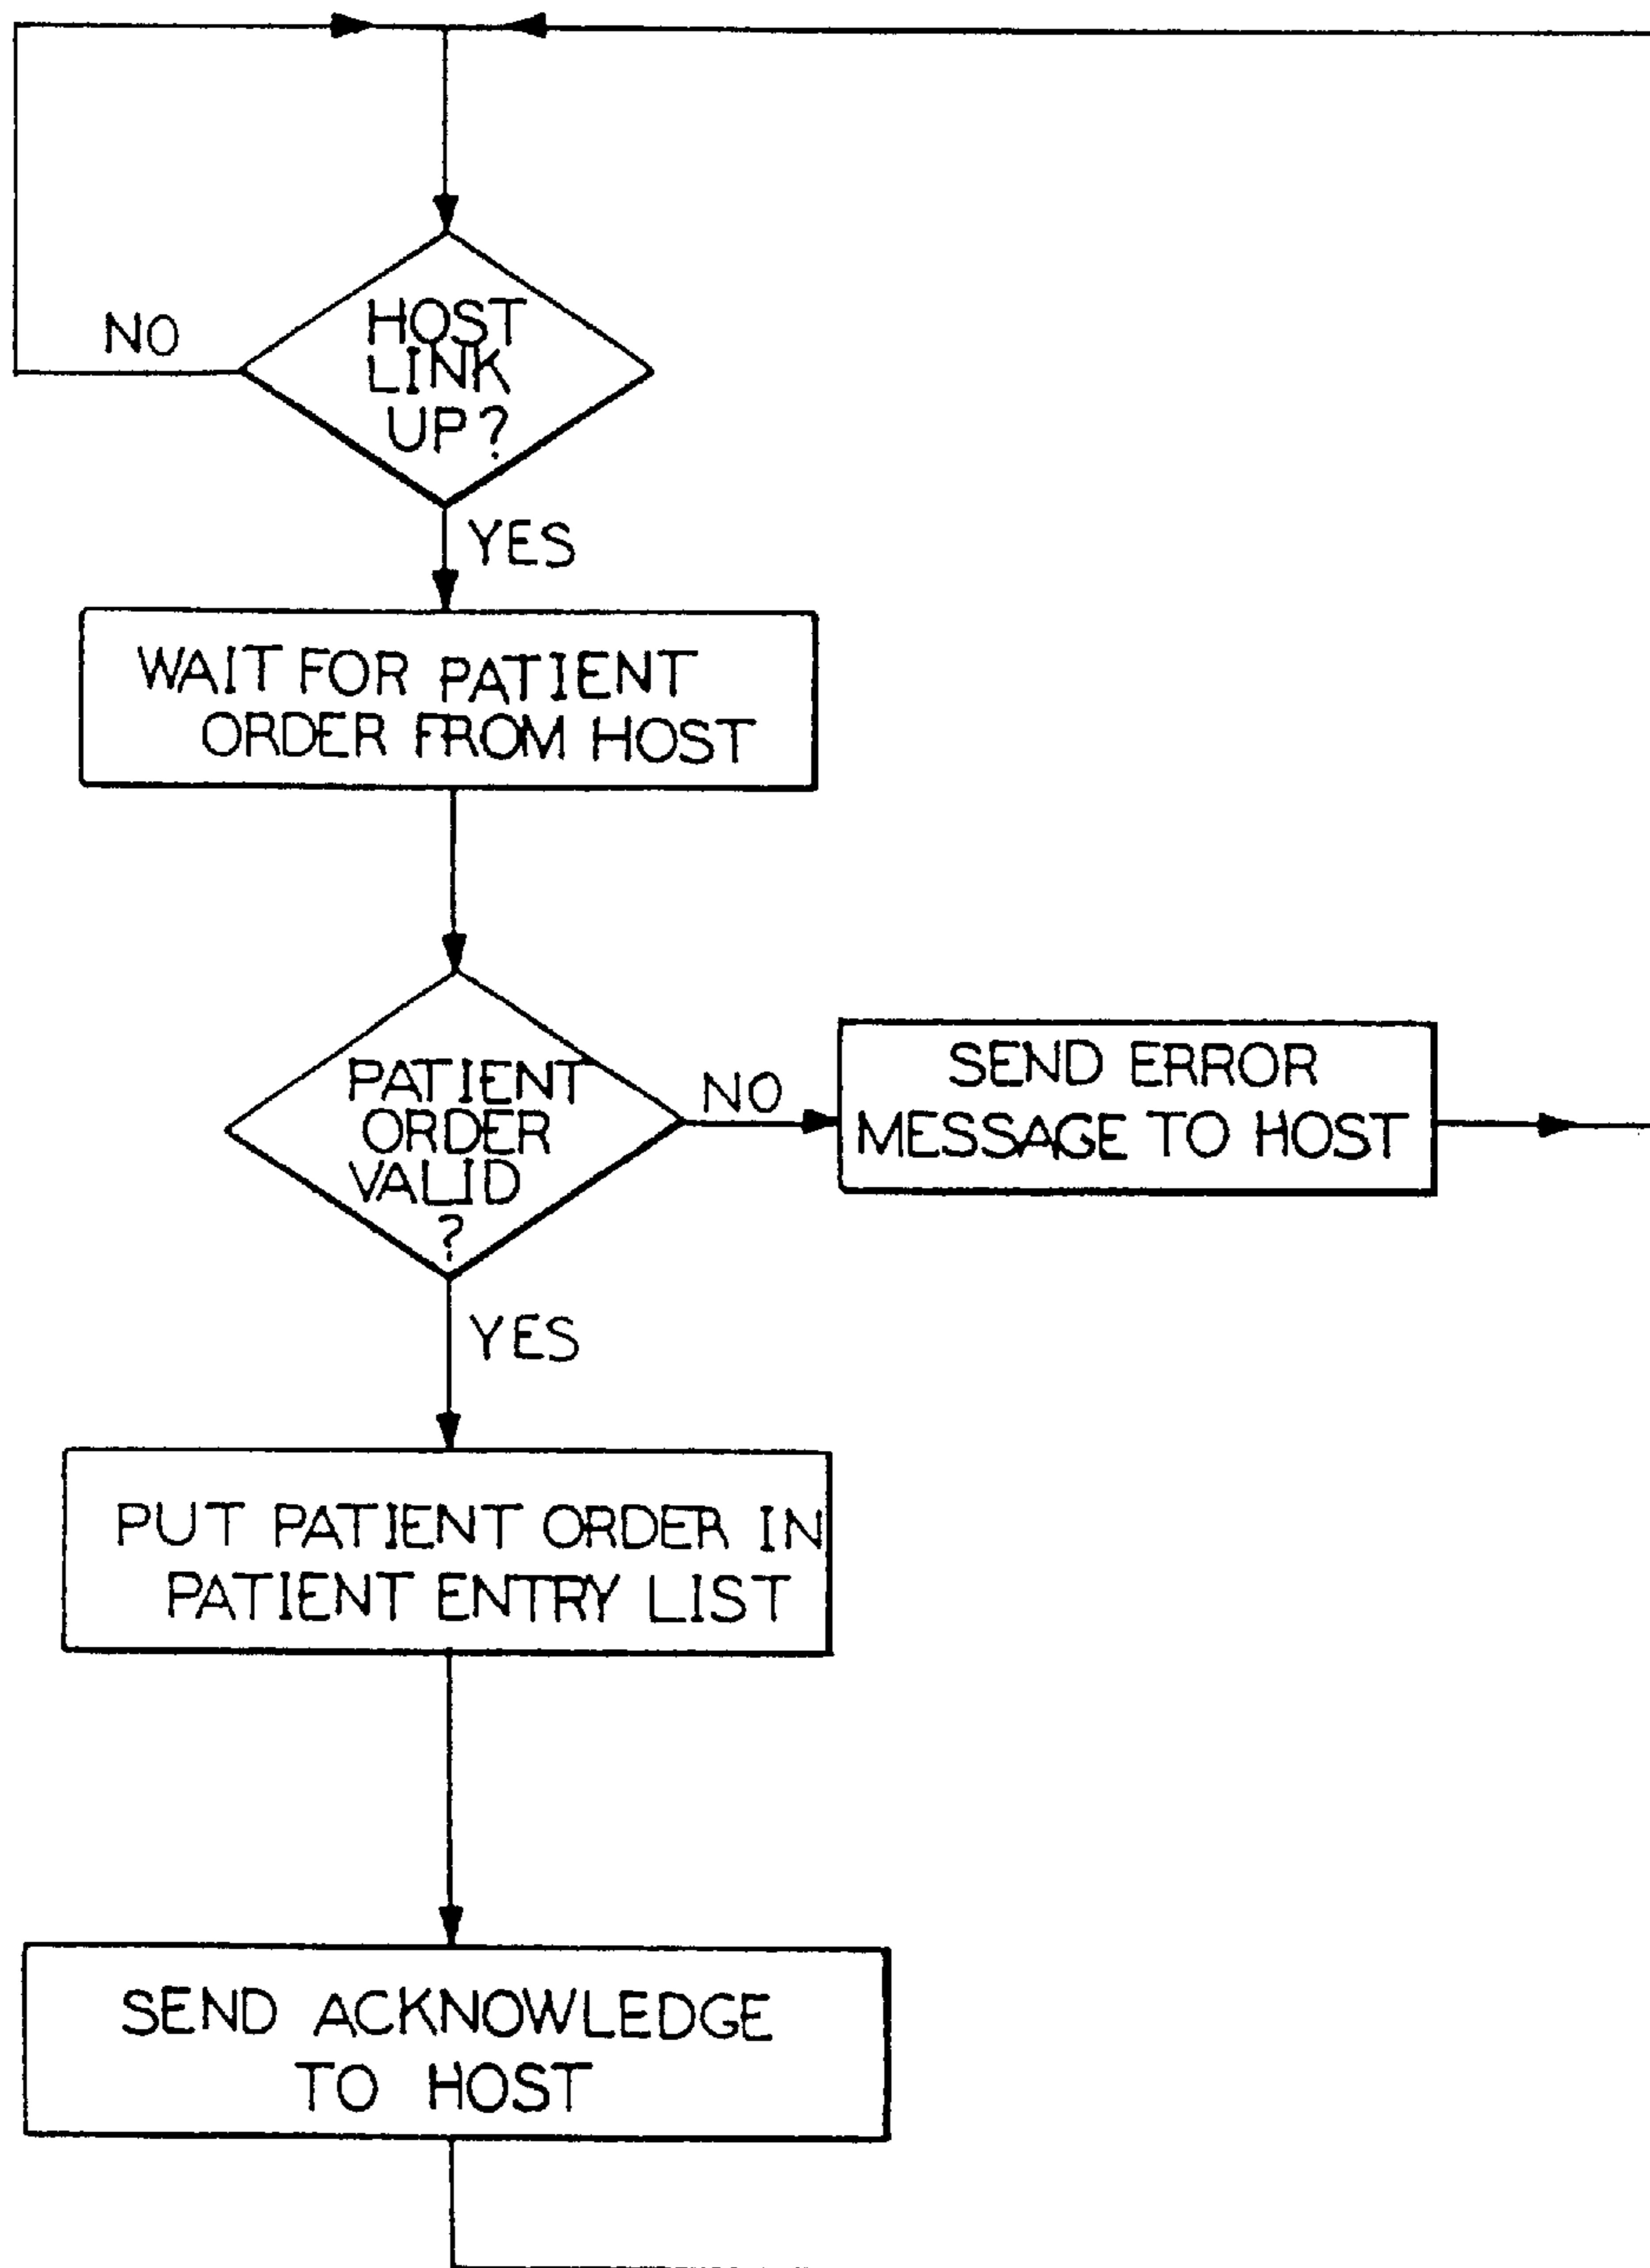 HOST
LINK
UP?
NO
YES
WAIT FOR PATIENT
ORDER FROM HOST
PATIENT
ORDER
VALID
?
NO
SEND ERROR
MESSAGE TO HOST
YES
PUT PATIENT ORDER IN
PATIENT ENTRY LIST
SEND ACKNOWLEDGE
TO HOST